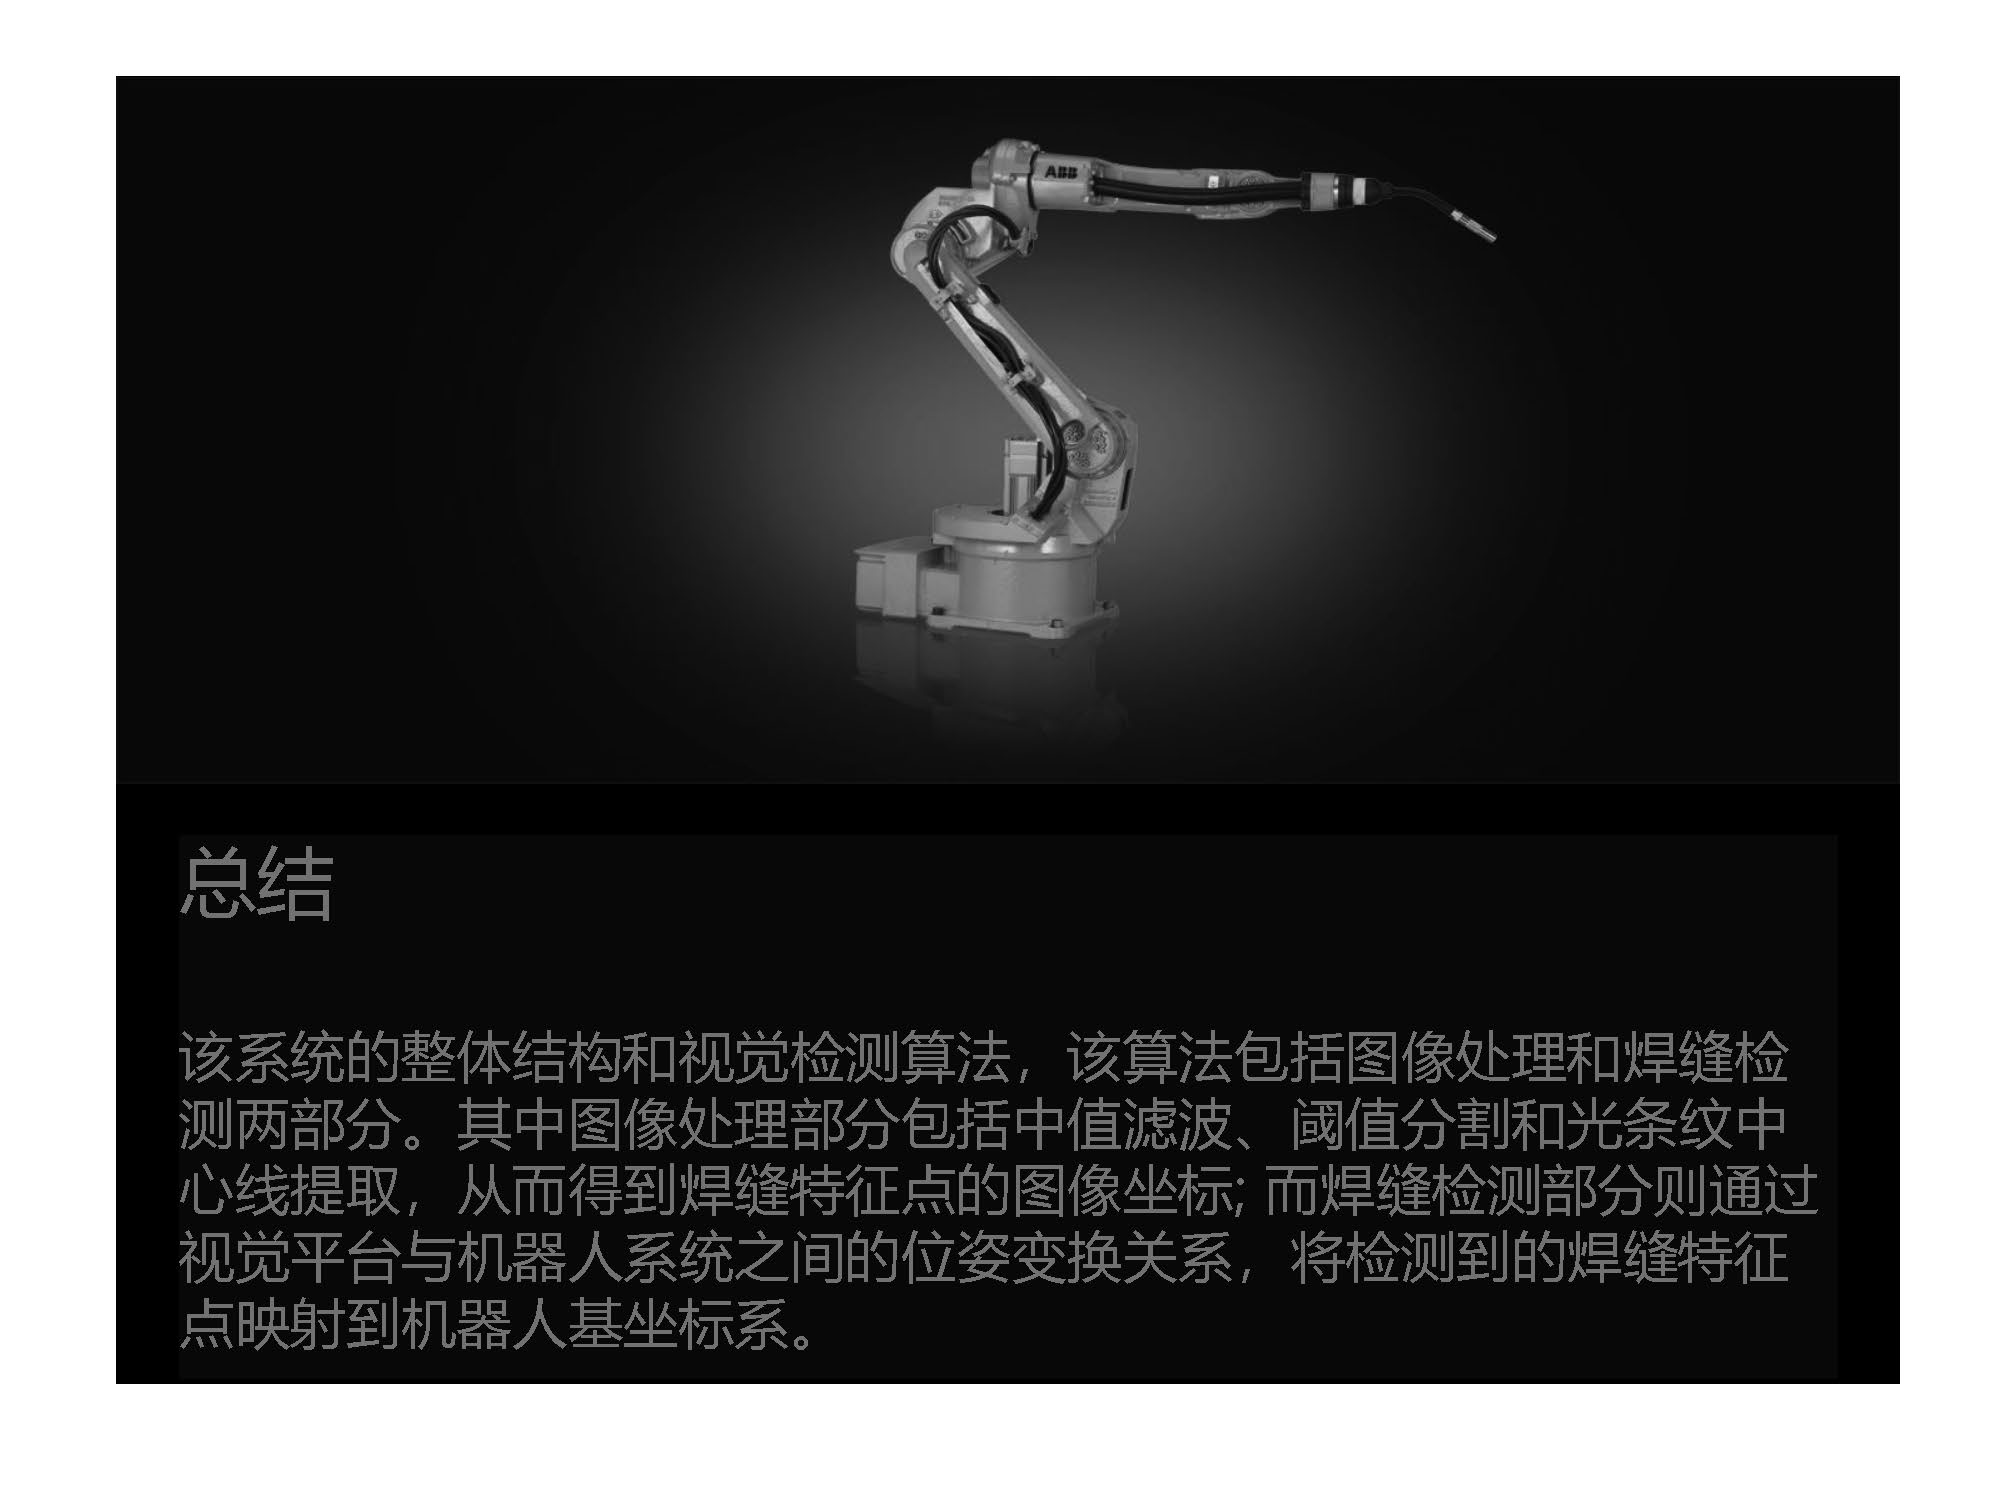 ABB
总结
该系统的整体结构和视觉检测算法，该算法包括图像处理和焊缝检
测两部分。其中图像处理部分包括中值滤波、阈值分割和光条纹中
心线提取，从而得到焊缝特征点的图像坐标; 而焊缝检测部分则通过
视觉平台与机器人系统之间的位姿变换关系，将检测到的焊缝特征
点映射到机器人基坐标系。